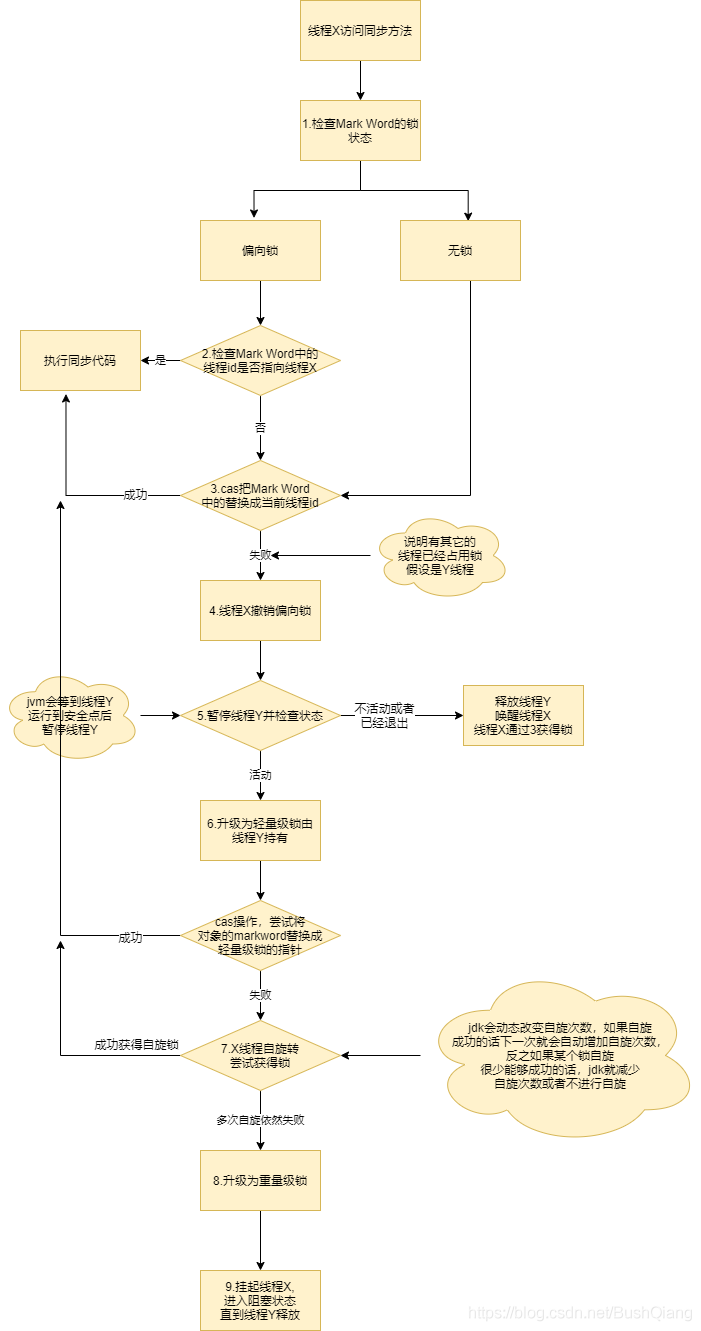 线程X访问同步方法
1.检查Mark Word的锁
状态
偏向锁
无锁
执行同步代码
是
2.检查Mark Word中的
线程id是否指向线程X
否
成功
3.cas把Mark Word
中的替换成当前线程id
失败
说明有其它的
线程已经占用锁
假设是Y线程
4.线程X撤销偏向锁
jvm会等到线程Y
运行到安全点后
暂停线程Y
5.暂停线程Y并检查状态
不活动或者
已经退出
释放线程Y
唤醒线程X
线程X通过3获得锁
活动
6.升级为轻量级锁由
线程Y持有
成功
cas操作，尝试将
对象的markword替换成
轻量级锁的指针
失败
成功获得自旋锁
7.X线程自旋转
尝试获得锁
jdk会动态改变自旋次数，如果自旋
成功的话下一次就会自动增加自旋次数，
反之如果某个锁自旋
很少能够成功的话，jdk就减少
自旋次数或者不进行自旋
多次自旋依然失败
8.升级为重量级锁
9.挂起线程X,
进入阻塞状态
直到线程Y释放
https://blog.csdn.net/BushQiang